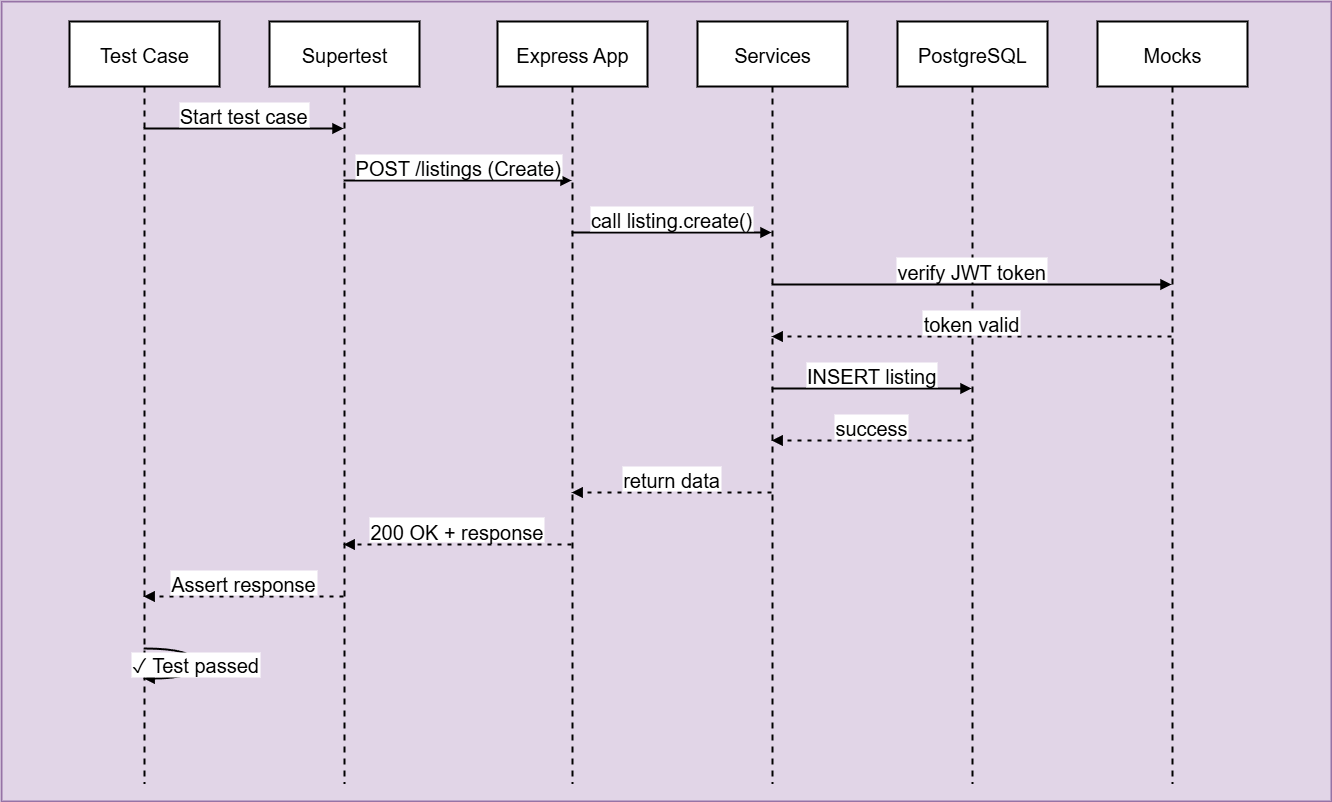 Test Case
Supertest
Express App
Services
PostgreSQL
Mocks
Start test case
POST /listings (Create)
call listing.create()
verify JWT token
token valid
INSERT listing
success
return data
200 OK + response
Assert response
✓ Test passed